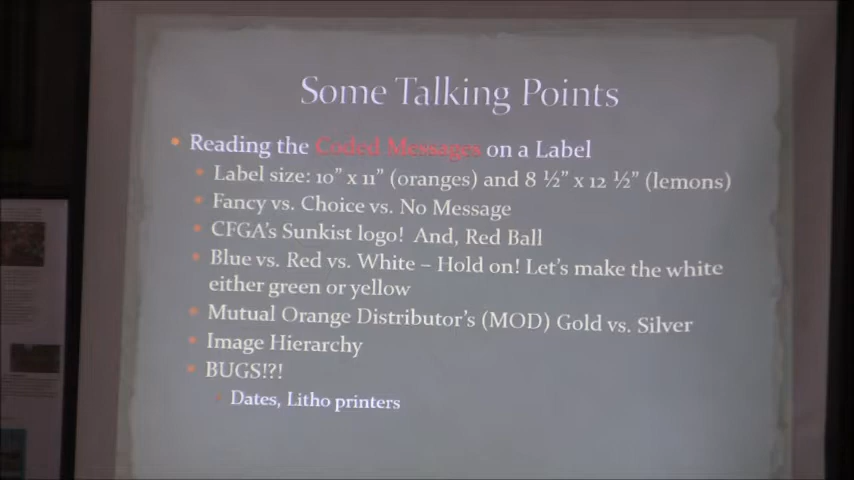 Some Talking Points
• Reading the Coded Messages on a Label
• Label size: 10” x 11” (oranges) and 8 ½” x 12 ½” (lemons)
• Fancy vs. Choice vs. No Message
• CFGA’s Sunkist logo! And, Red Ball
• Blue vs. Red vs. White – Hold on! Let’s make the white
either green or yellow
• Mutual Orange Distributor’s (MOD) Gold vs. Silver
• Image Hierarchy
• BUGS!?!
• Dates, Litho printers